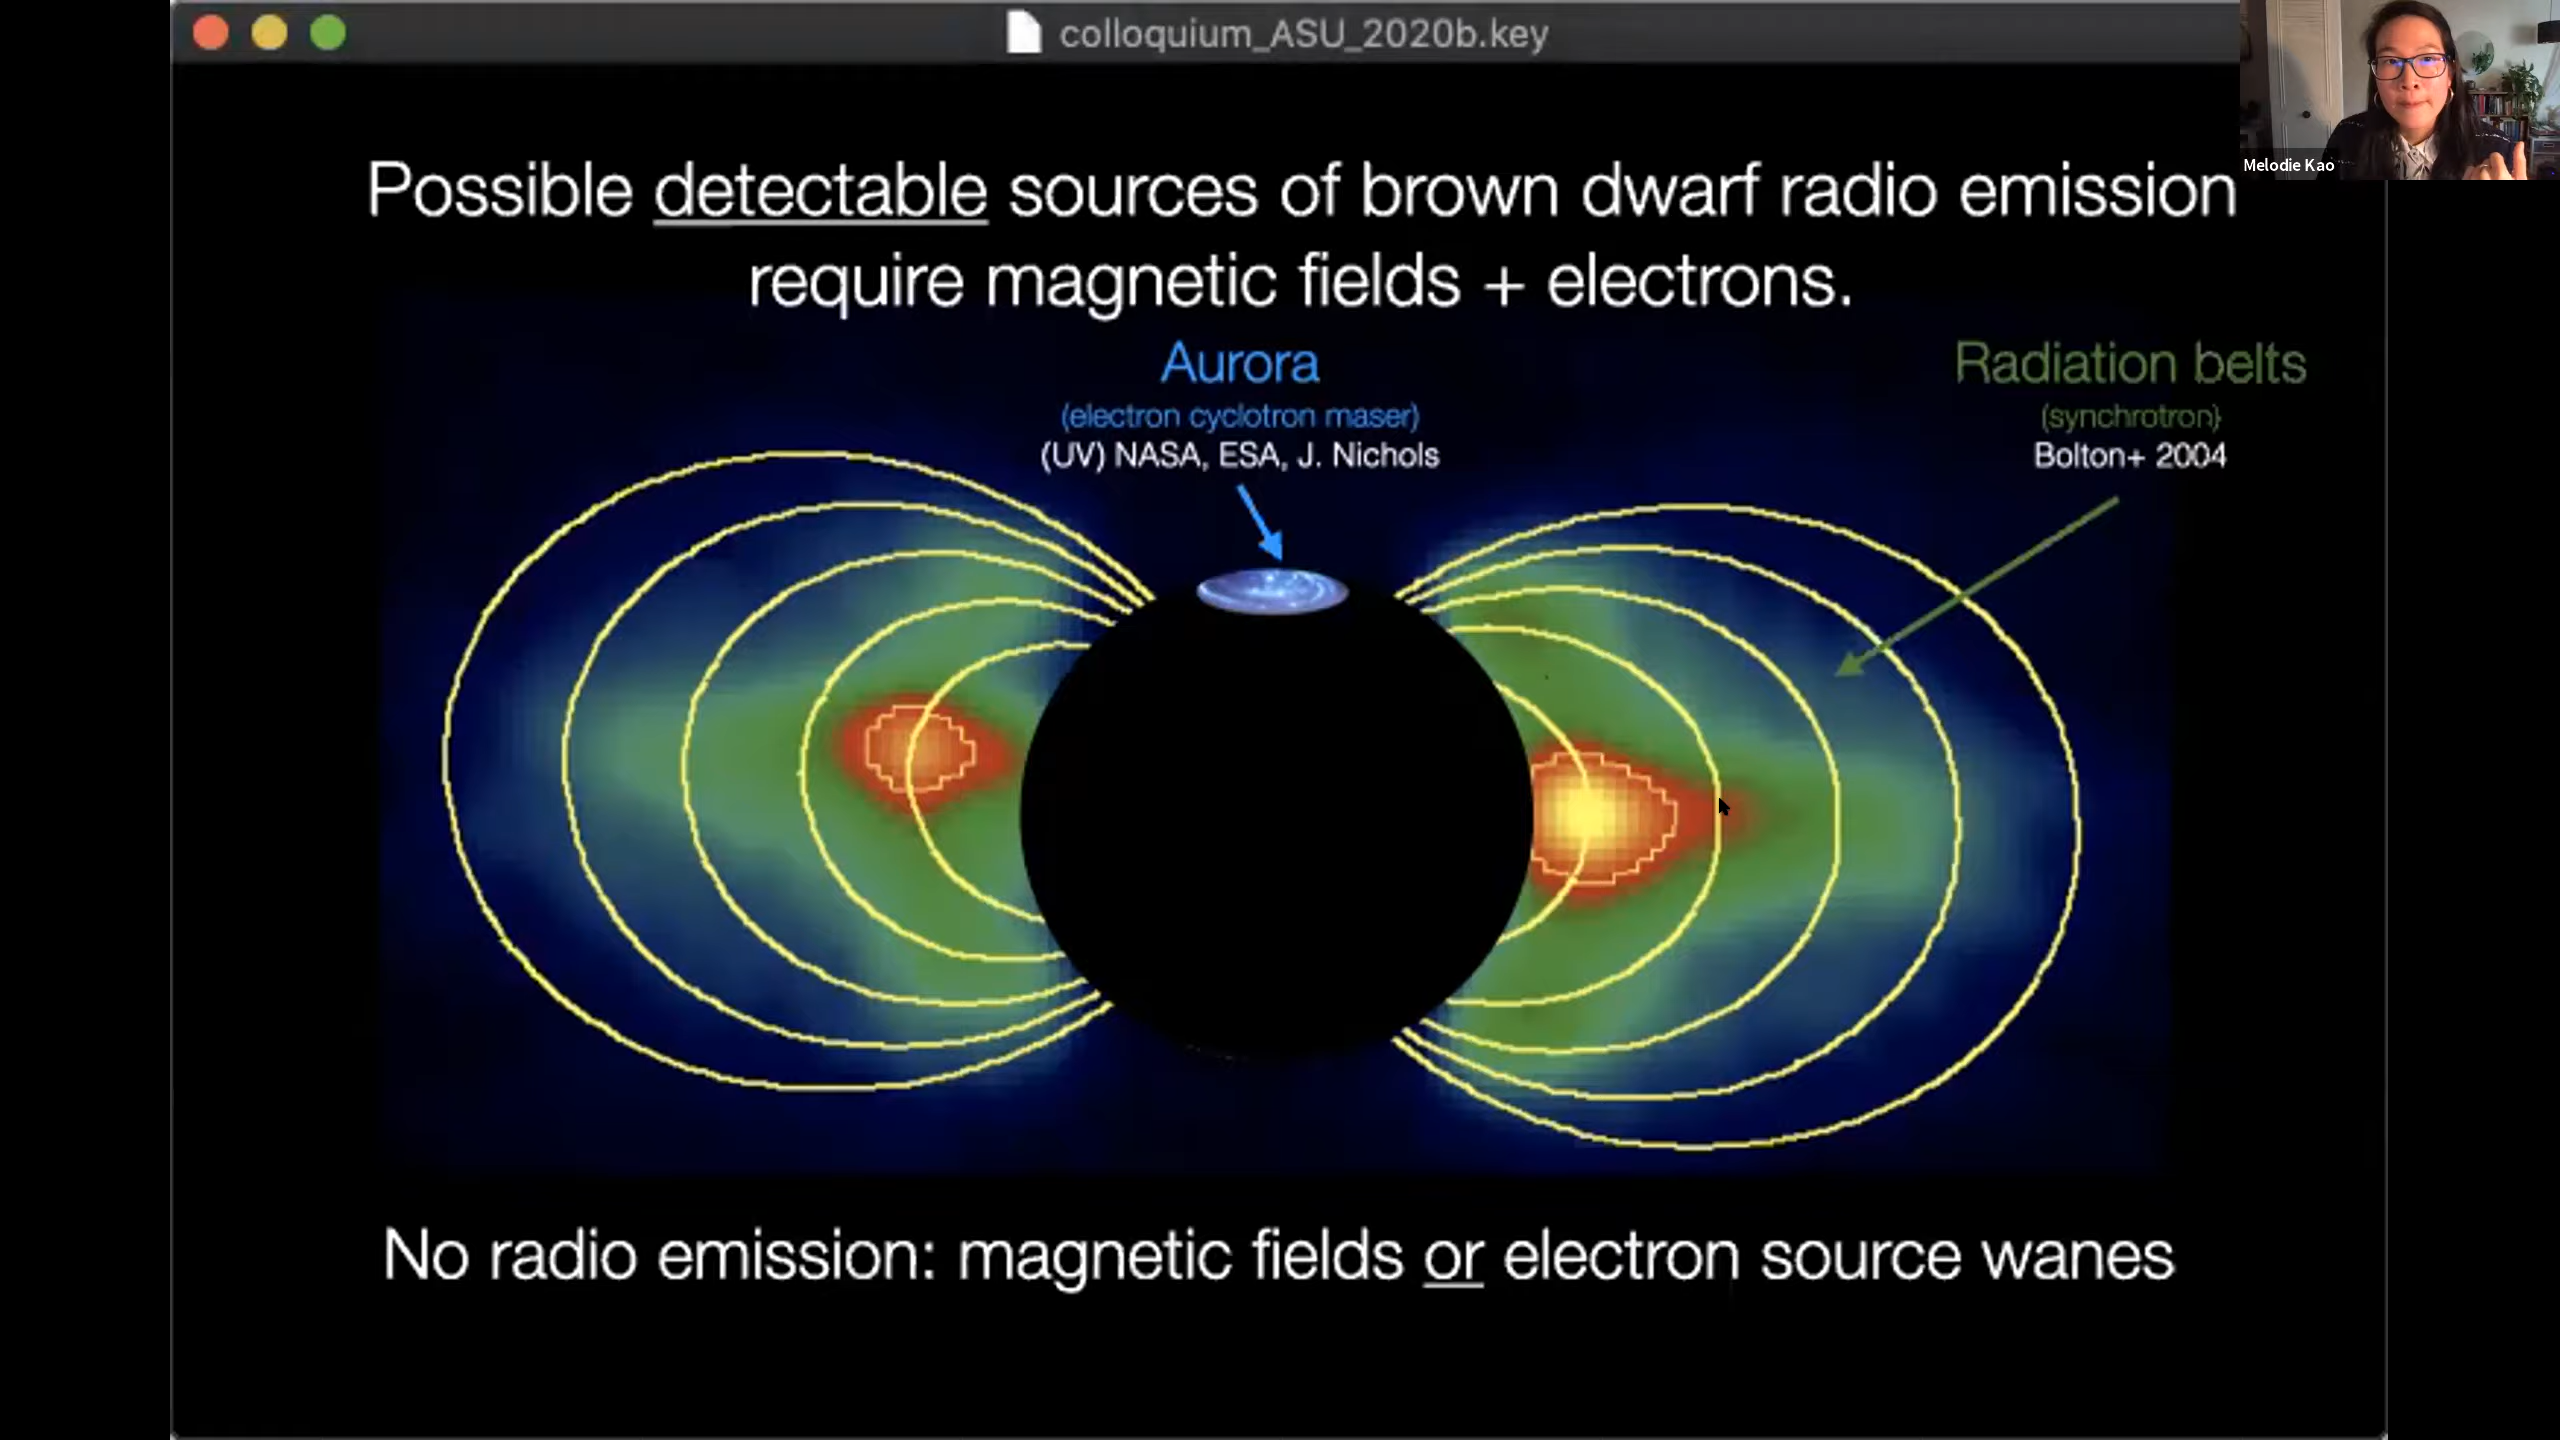 colloquium_ASU_2020b.key
Melodie Kao
Possible detectable sources of brown dwarf radio emission
require magnetic fields + electrons.
Aurora
(electron cyclotron maser)
(UV) NASA, ESA, J. Nichols
Radiation belts
(synchrotron)
Bolton+ 2004
No radio emission: magnetic fields or electron source wanes